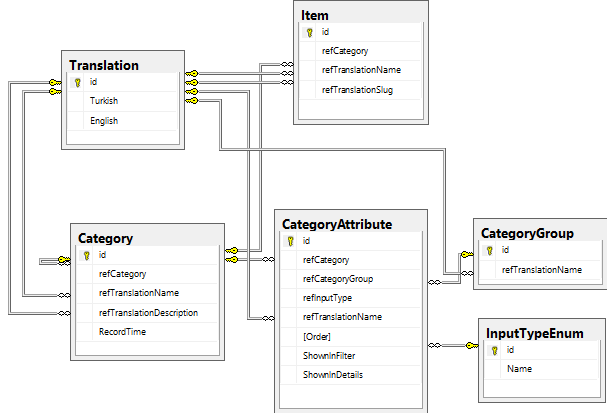 Item
id
refCategory
refTranslationName
refTranslationSlug
Translation
id
Turkish
English
Category
id
refCategory
refTranslationName
refTranslationDescription
RecordTime
CategoryAttribute
id
refCategory
refCategoryGroup
refInputType
refTranslationName
[Order]
ShownInFilter
ShownInDetails
CategoryGroup
id
refTranslationName
InputTypeEnum
id
Name